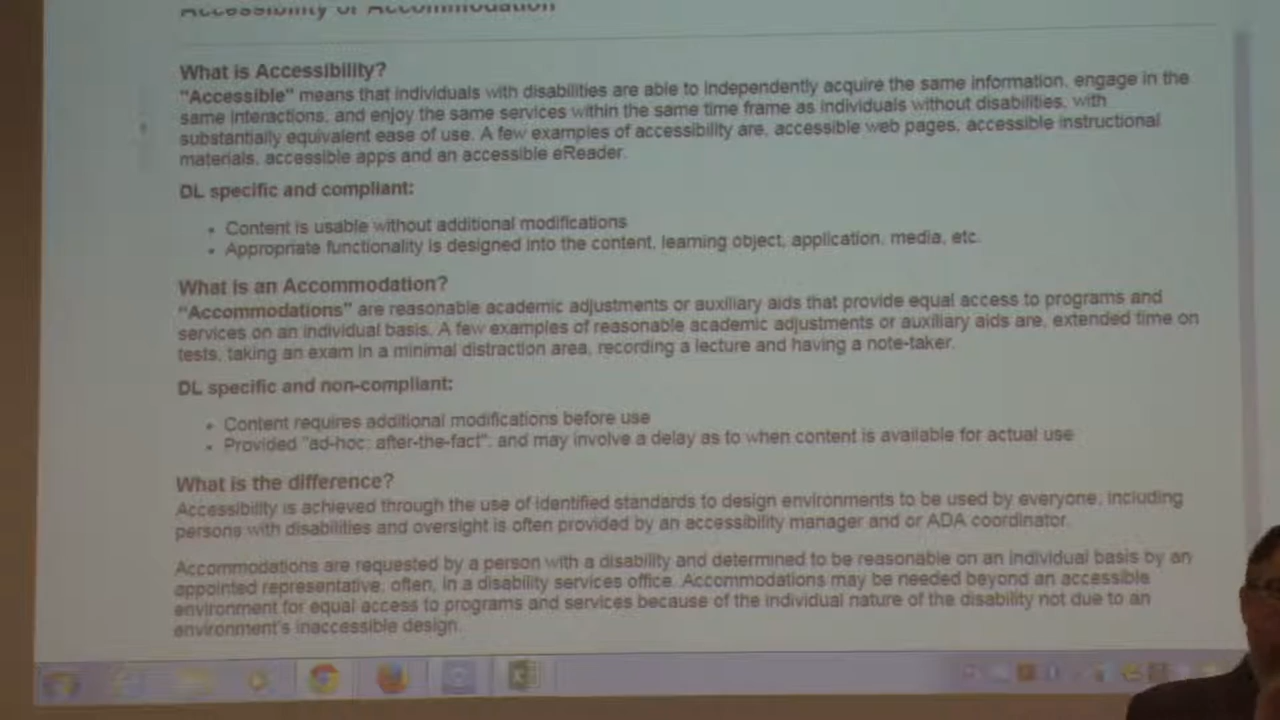 Accessibility or Accommodation
What is Accessibility?
"Accessible" means that individuals with disabilities are able to independently acquire the same information, engage in the
same interactions, and enjoy the same services within the same time frame as individuals without disabilities, with
substantially equivalent ease of use. A few examples of accessibility are, accessible web pages, accessible instructional
materials, accessible apps and an accessible eReader.
DL specific and compliant:
• Content is usable without additional modifications
• Appropriate functionality is designed into the content, learning object, application, media, etc.
What is an Accommodation?
"Accommodations" are reasonable academic adjustments or auxiliary aids that provide equal access to programs and
services on an individual basis. A few examples of reasonable academic adjustments or auxiliary aids are, extended time on
tests, taking an exam in a minimal distraction area, recording a lecture and having a note-taker.
DL specific and non-compliant:
• Content requires additional modifications before use
• Provided "ad-hoc: after-the-fact"; and may involve a delay as to when content is available for actual use
What is the difference?
Accessibility is achieved through the use of identified standards to design environments to be used by everyone, including
persons with disabilities and oversight is often provided by an accessibility manager and or ADA coordinator.
Accommodations are requested by a person with a disability and determined to be reasonable on an individual basis by an
appointed representative, often, in a disability services office. Accommodations may be needed beyond an accessible
environment for equal access to programs and services because of the individual nature of the disability not due to an
environment's inaccessible design.